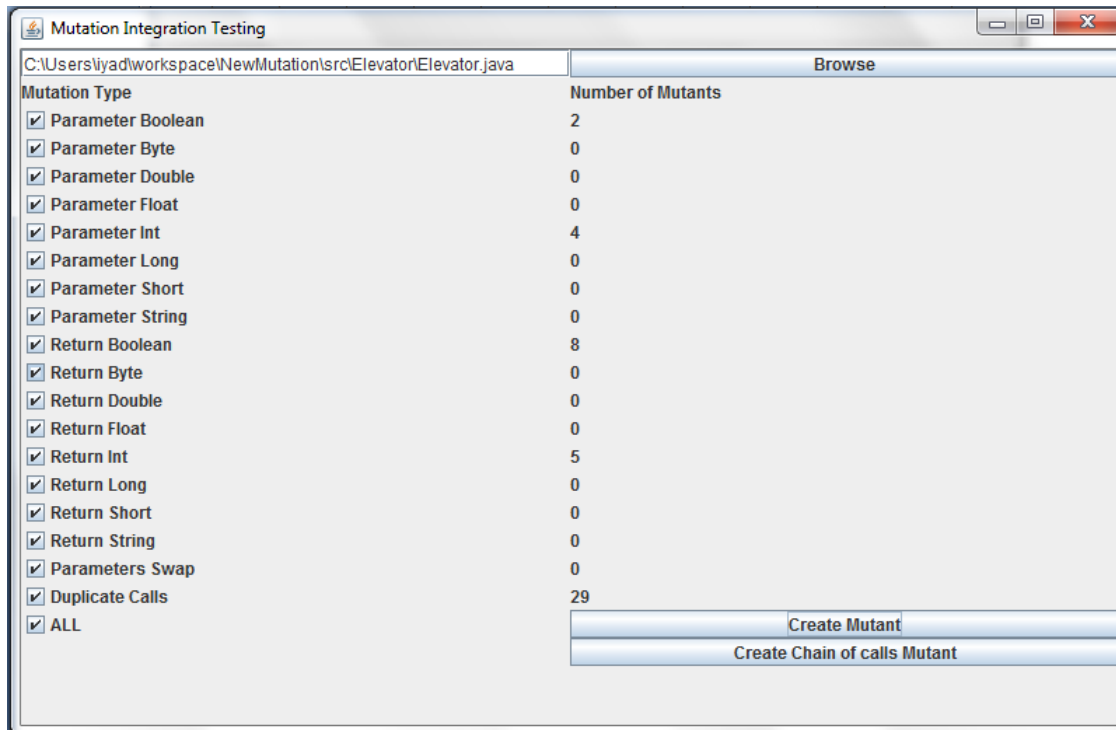 Mutation Integration Testing
C:\Users\iyad\workspace\NewMutation\src\Elevator\Elevator.java Browse
Mutation Type Number of Mutants
Parameter Boolean 2
Parameter Byte 0
Parameter Double 0
Parameter Float 0
Parameter Int 4
Parameter Long 0
Parameter Short 0
Parameter String 0
Return Boolean 8
Return Byte 0
Return Double 0
Return Float 0
Return Int 5
Return Long 0
Return Short 0
Return String 0
Parameters Swap 0
Duplicate Calls 29
ALL Create Mutant
Create Chain of calls Mutant